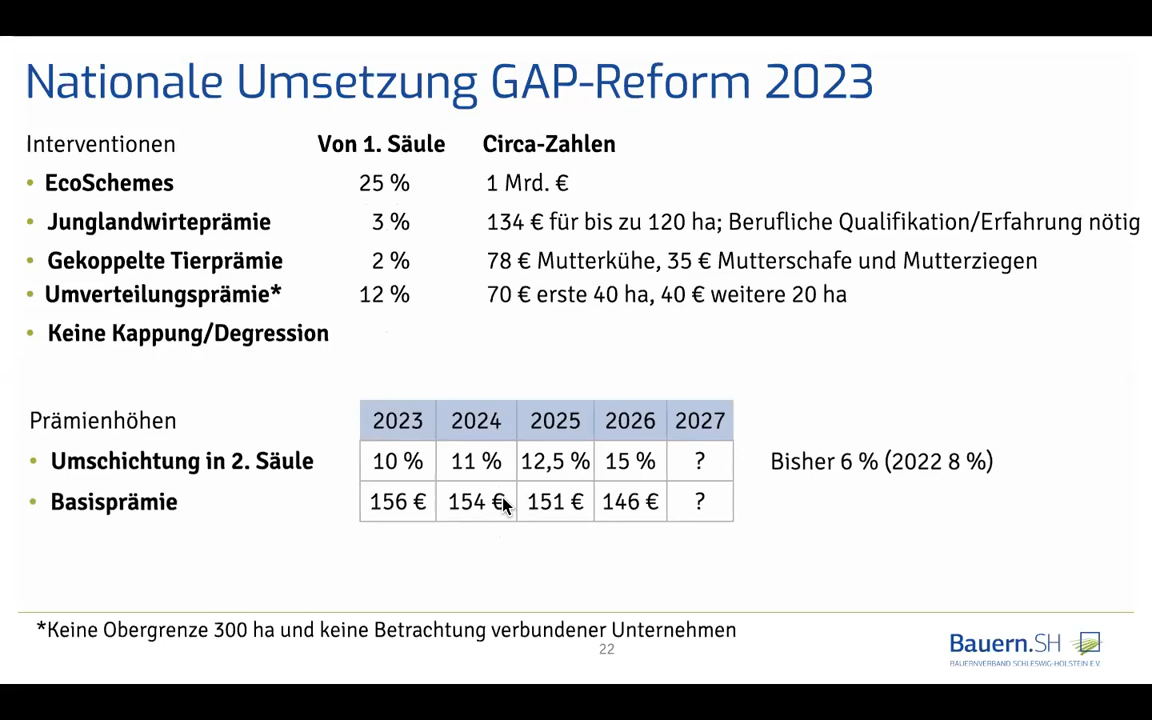 Nationale Umsetzung GAP-Reform 2023
Interventionen Von 1. Säule Circa-Zahlen
• EcoSchemes 25 % 1 Mrd. €
• Junglandwirteprämie 3 % 134 € für bis zu 120 ha; Berufliche Qualifikation/Erfahrung nötig
• Gekoppelte Tierprämie 2 % 78 € Mutterkühe, 35 € Mutterschafe und Mutterziegen
• Umverteilungsprämie* 12 % 70 € erste 40 ha, 40 € weitere 20 ha
• Keine Kappung/Degression
Prämienhöhen 2023 2024 2025 2026 2027
• Umschichtung in 2. Säule 10 % 11 % 12,5 % 15 % ? Bisher 6 % (2022 8 %)
• Basisprämie 156 € 154 € 151 € 146 € ?
*Keine Obergrenze 300 ha und keine Betrachtung verbundener Unternehmen
22
Bauern.SH
BAUERNVERBAND SCHLESWIG-HOLSTEIN E.V.